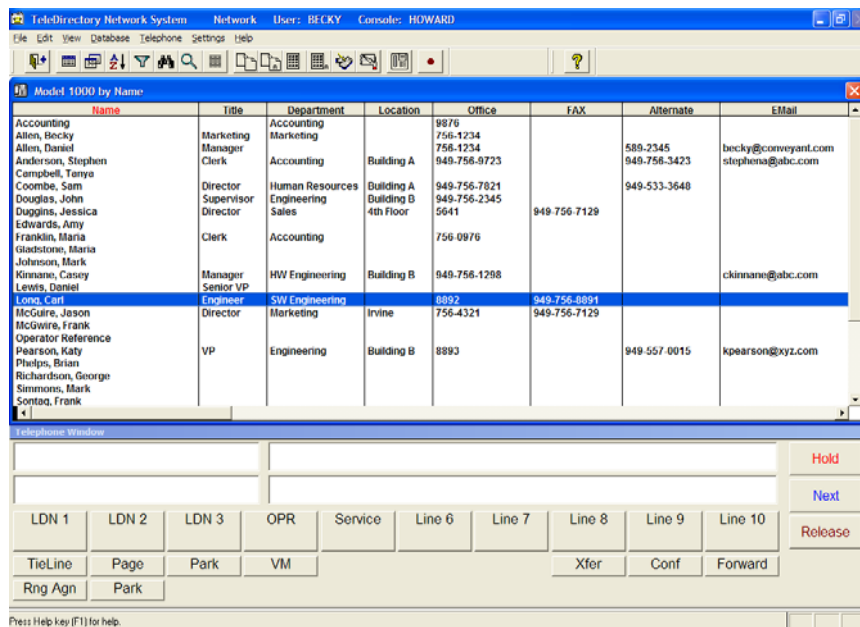 TeleDirectory Network System Network User: BECKY Console: HOWARD
File Edit View Database Telephone Settings Help
Model 1000 by Name
Name Title Department Location Office FAX Alternate EMail
Accounting Accounting 9876
Allen, Becky Marketing Marketing 756-1234
Allen, Daniel Manager 756-1234 589-2345 becky@conveyant.com
Anderson, Stephen Clerk Accounting Building A 949-756-9723 949-756-3423 stephena@abc.com
Campbell, Tanya
Coombe, Sam Director Human Resources Building A 949-756-7821 949-533-3648
Douglas, John Supervisor Engineering Building B 949-756-2345
Duggins, Jessica Director Sales 4th Floor 5641 949-756-7129
Edwards, Amy
Franklin, Maria Clerk Accounting 756-0976
Gladstone, Maria
Johnson, Mark
Kinnane, Casey Manager HW Engineering Building B 949-756-1298 ckinnane@abc.com
Lewis, Daniel Senior VP
Long, Carl Engineer SW Engineering 8892 949-756-8891
McGuire, Jason Director Marketing Irvine 756-4321 949-756-7129
McGwire, Frank
Operator Reference
Pearson, Katy VP Engineering Building B 8893 949-557-0015 kpearson@xyz.com
Phelps, Brian
Richardson, George
Simmons, Mark
Sontag, Frank
Telephone Window
Hold
Next
LDN 1 LDN 2 LDN 3 OPR Service Line 6 Line 7 Line 8 Line 9 Line 10
Release
TieLine Page Park VM Xfer Conf Forward
Rng Agn Park
Press Help key (F1) for help.